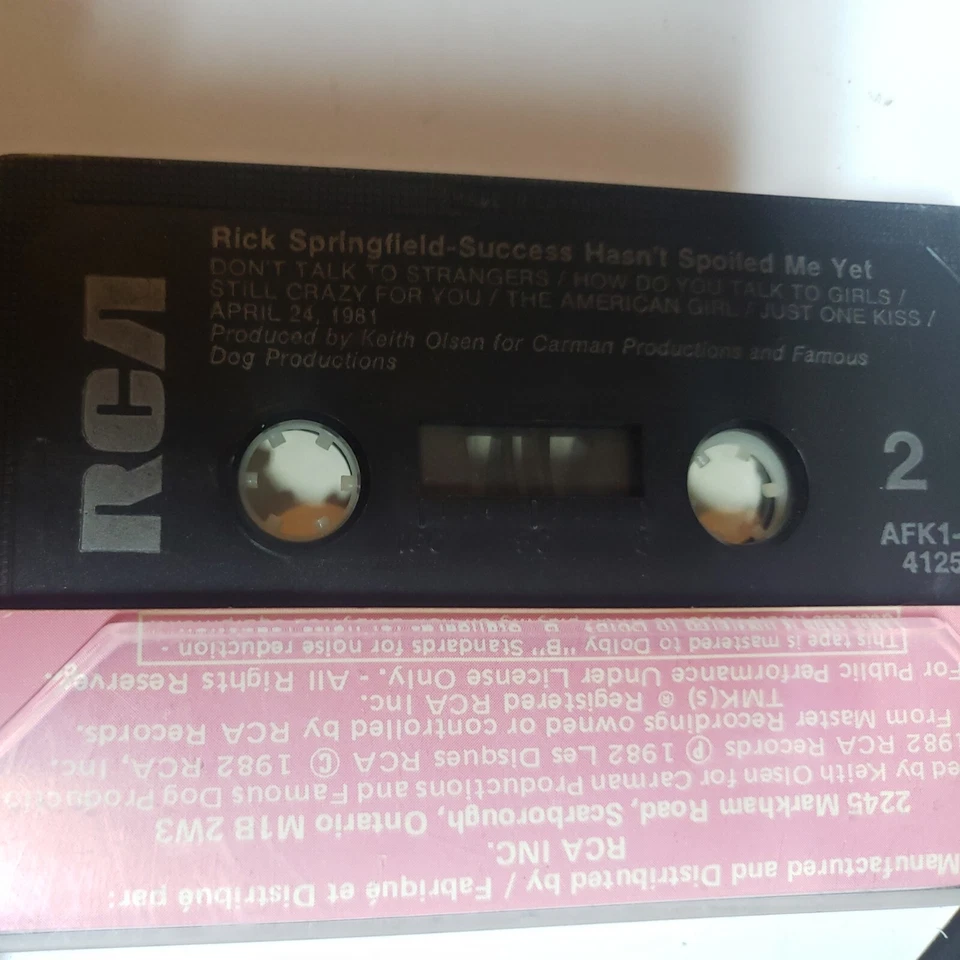 Rick Springfield-Success Hasn't Spoiled Me Yet
DON'T TALK TO STRANGERS / HOW DO YOU TALK TO GIRLS /
STILL CRAZY FOR YOU / THE AMERICAN GIRL / JUST ONE KISS /
APRIL 24, 1981
Produced by Keith Olsen for Carman Productions and Famous
Dog Productions
RCA
2
AFK1-
4125
Manufactured and Distributed by / Fabriqué et Distribué par:
RCA INC.
2245 Markham Road, Scarborough, Ontario M1B 2W3
ed by Keith Olsen for Carman Productions and Famous Dog Producti
982 RCA Records Ⓟ 1982 Les Disques RCA Ⓒ 1982 RCA, Inc.
From Master Recordings owned or controlled by RCA Records.
TMK(s) ® Registered RCA Inc.
For Public Performance Under License Only. - All Rights Reserve
This tape is mastered to Dolby "B" Standards for noise reduction